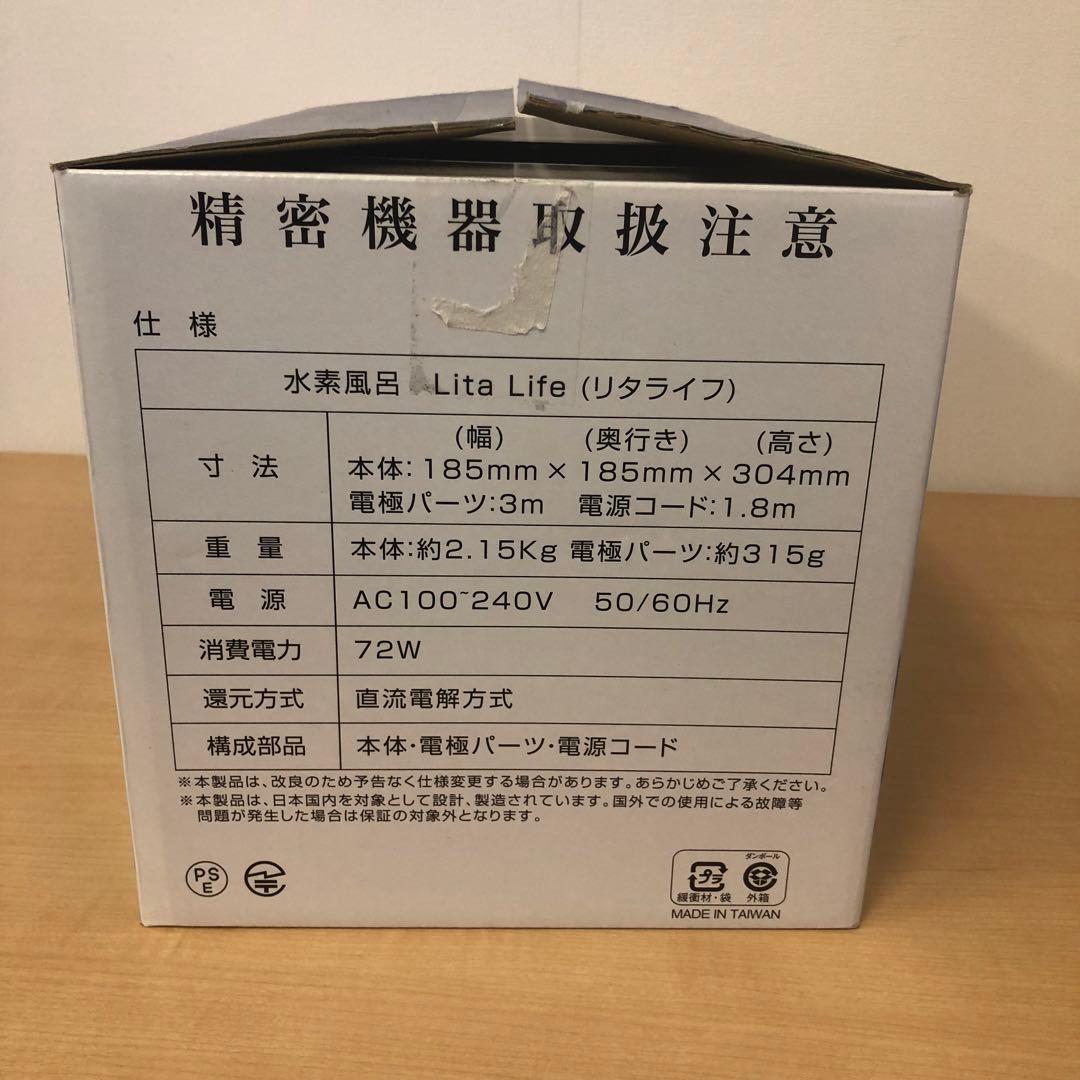 精密機器取扱注意
仕様
水素風呂 Lita Life (リタライフ)
寸法
(幅) (奥行き) (高さ)
本体: 185mm × 185mm × 304mm
電極パーツ:3m 電源コード:1.8m
重量 本体:約2.15Kg 電極パーツ:約315g
電源 AC100~240V 50/60Hz
消費電力 72W
還元方式 直流電解方式
構成部品 本体・電極パーツ・電源コード
※本製品は、改良のため予告なく仕様変更する場合があります。あらかじめご了承ください。
※本製品は、日本国内を対象として設計、製造されています。国外での使用による故障等
問題が発生した場合は保証の対象外となります。
PS
E
ダンボール
プラ
緩衝材・袋 外箱
MADE IN TAIWAN